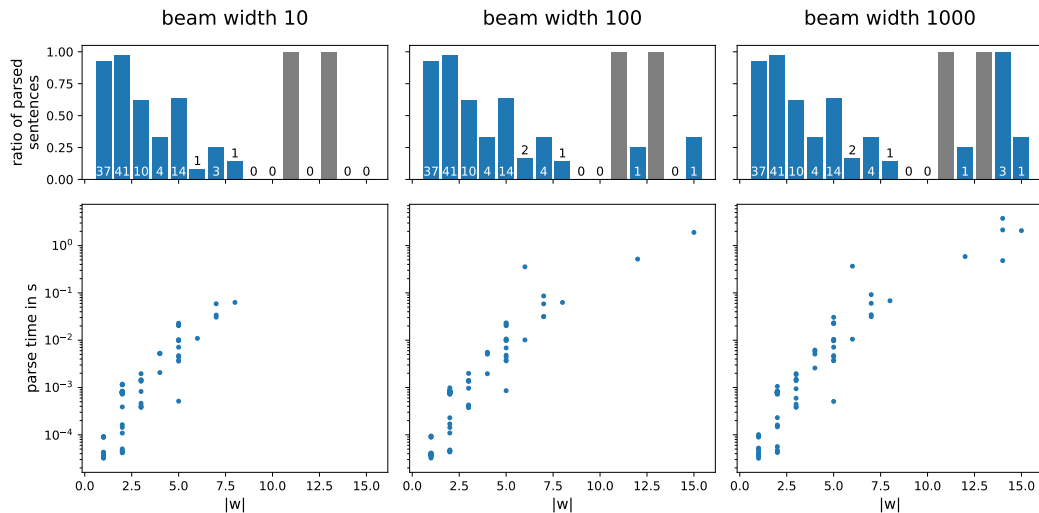 beam width 10
beam width 100
beam width 1000
ratio of parsed
sentences
1.00
0.75
0.50
0.25
0.00
37 41 10 4 14 1 3 1 0 0 0 0 0
37 41 10 4 14 2 4 1 0 0 1 0 1
37 41 10 4 14 2 4 1 0 0 1 3 1
parse time in s
10⁰
10⁻¹
10⁻²
10⁻³
10⁻⁴
0.0 2.5 5.0 7.5 10.0 12.5 15.0
0.0 2.5 5.0 7.5 10.0 12.5 15.0
0.0 2.5 5.0 7.5 10.0 12.5 15.0
|w|
|w|
|w|